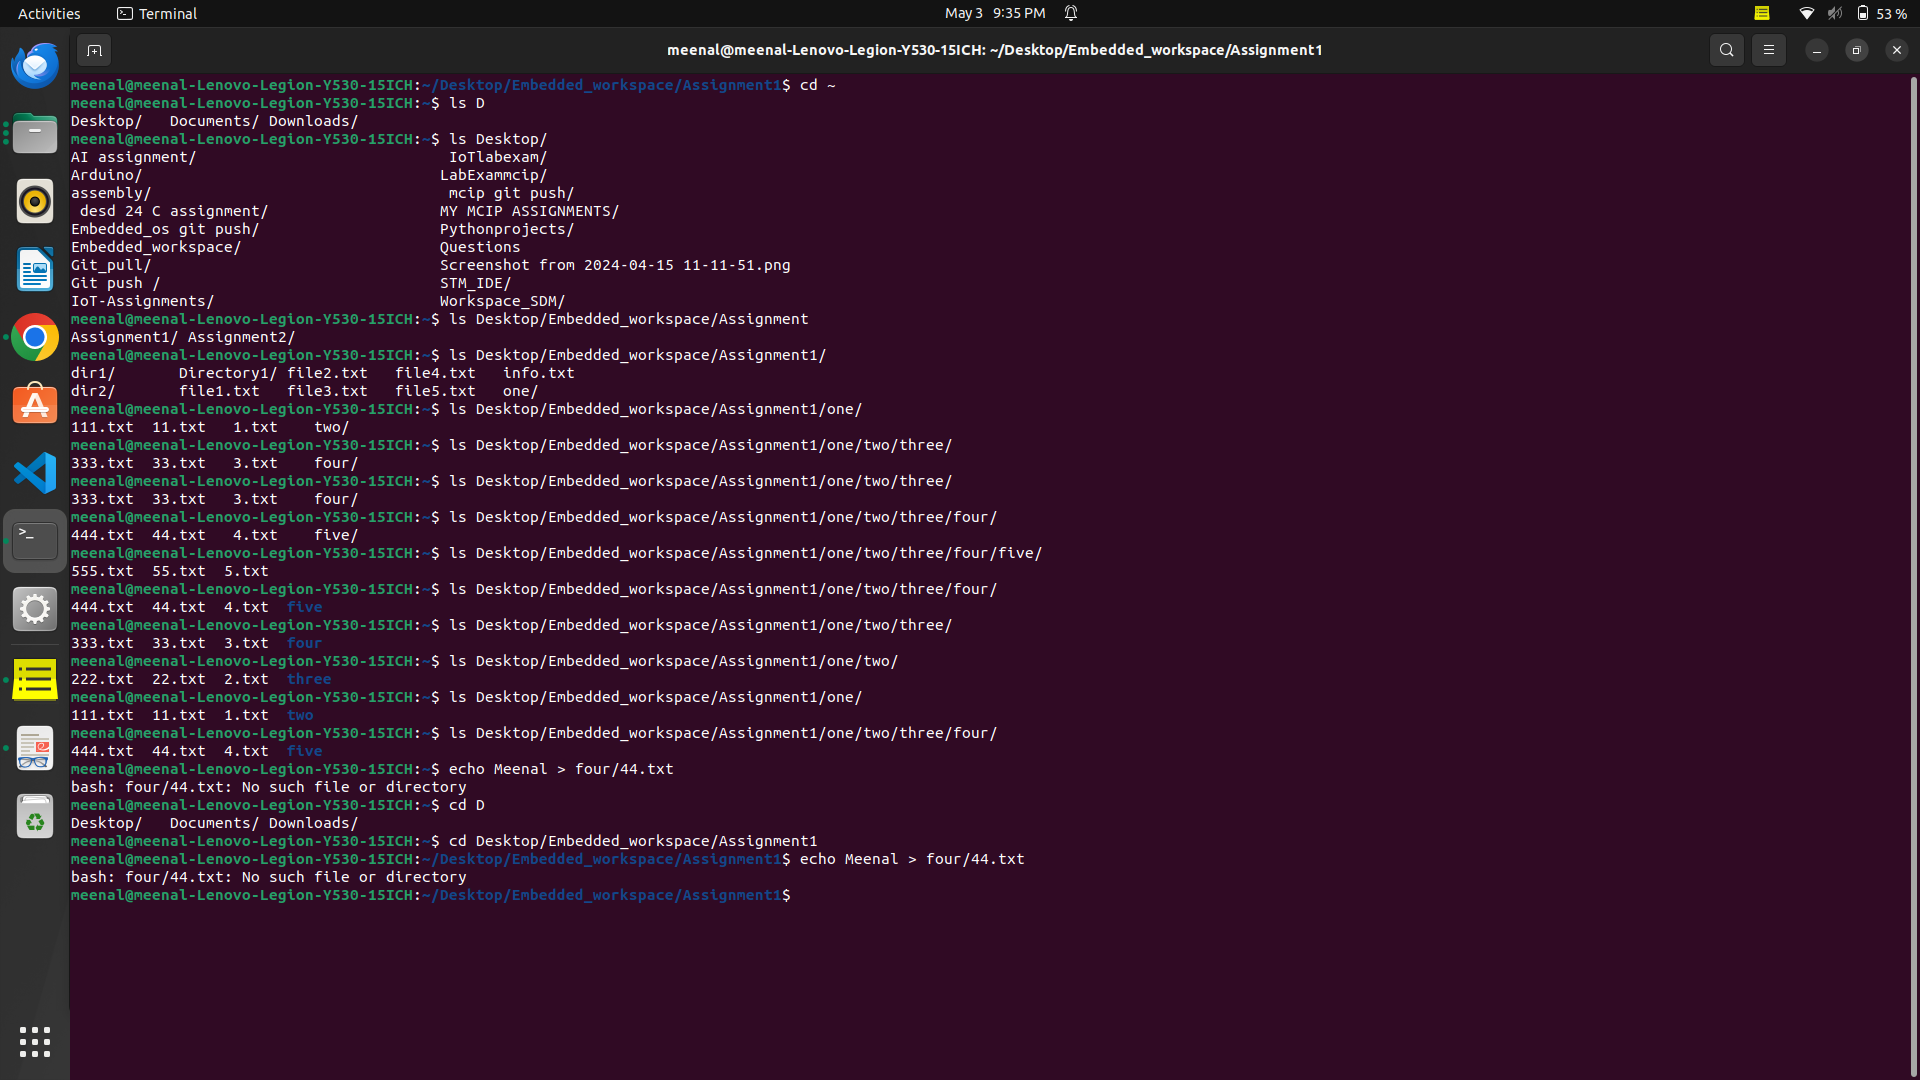 Activities Terminal May 3 9:35 PM 53 %
meenal@meenal-Lenovo-Legion-Y530-15ICH: ~/Desktop/Embedded_workspace/Assignment1
meenal@meenal-Lenovo-Legion-Y530-15ICH:~/Desktop/Embedded_workspace/Assignment1$ cd ~
meenal@meenal-Lenovo-Legion-Y530-15ICH:~$ ls D
Desktop/   Documents/ Downloads/
meenal@meenal-Lenovo-Legion-Y530-15ICH:~$ ls Desktop/
AI assignment/                            IoTlabexam/
Arduino/                                 LabExammcip/
assembly/                                 mcip git push/
 desd 24 C assignment/                   MY MCIP ASSIGNMENTS/
Embedded_os git push/                    Pythonprojects/
Embedded_workspace/                      Questions
Git_pull/                                Screenshot from 2024-04-15 11-11-51.png
Git push /                               STM_IDE/
IoT-Assignments/                         Workspace_SDM/
meenal@meenal-Lenovo-Legion-Y530-15ICH:~$ ls Desktop/Embedded_workspace/Assignment
Assignment1/ Assignment2/
meenal@meenal-Lenovo-Legion-Y530-15ICH:~$ ls Desktop/Embedded_workspace/Assignment1/
dir1/       Directory1/ file2.txt   file4.txt   info.txt
dir2/       file1.txt   file3.txt   file5.txt   one/
meenal@meenal-Lenovo-Legion-Y530-15ICH:~$ ls Desktop/Embedded_workspace/Assignment1/one/
111.txt  11.txt   1.txt    two/
meenal@meenal-Lenovo-Legion-Y530-15ICH:~$ ls Desktop/Embedded_workspace/Assignment1/one/two/three/
333.txt  33.txt   3.txt    four/
meenal@meenal-Lenovo-Legion-Y530-15ICH:~$ ls Desktop/Embedded_workspace/Assignment1/one/two/three/
333.txt  33.txt   3.txt    four/
meenal@meenal-Lenovo-Legion-Y530-15ICH:~$ ls Desktop/Embedded_workspace/Assignment1/one/two/three/four/
444.txt  44.txt   4.txt    five/
meenal@meenal-Lenovo-Legion-Y530-15ICH:~$ ls Desktop/Embedded_workspace/Assignment1/one/two/three/four/five/
555.txt  55.txt  5.txt
meenal@meenal-Lenovo-Legion-Y530-15ICH:~$ ls Desktop/Embedded_workspace/Assignment1/one/two/three/four/
444.txt  44.txt  4.txt  five
meenal@meenal-Lenovo-Legion-Y530-15ICH:~$ ls Desktop/Embedded_workspace/Assignment1/one/two/three/
333.txt  33.txt  3.txt  four
meenal@meenal-Lenovo-Legion-Y530-15ICH:~$ ls Desktop/Embedded_workspace/Assignment1/one/two/
222.txt  22.txt  2.txt  three
meenal@meenal-Lenovo-Legion-Y530-15ICH:~$ ls Desktop/Embedded_workspace/Assignment1/one/
111.txt  11.txt  1.txt  two
meenal@meenal-Lenovo-Legion-Y530-15ICH:~$ ls Desktop/Embedded_workspace/Assignment1/one/two/three/four/
444.txt  44.txt  4.txt  five
meenal@meenal-Lenovo-Legion-Y530-15ICH:~$ echo Meenal > four/44.txt
bash: four/44.txt: No such file or directory
meenal@meenal-Lenovo-Legion-Y530-15ICH:~$ cd D
Desktop/   Documents/ Downloads/
meenal@meenal-Lenovo-Legion-Y530-15ICH:~$ cd Desktop/Embedded_workspace/Assignment1
meenal@meenal-Lenovo-Legion-Y530-15ICH:~/Desktop/Embedded_workspace/Assignment1$ echo Meenal > four/44.txt
bash: four/44.txt: No such file or directory
meenal@meenal-Lenovo-Legion-Y530-15ICH:~/Desktop/Embedded_workspace/Assignment1$